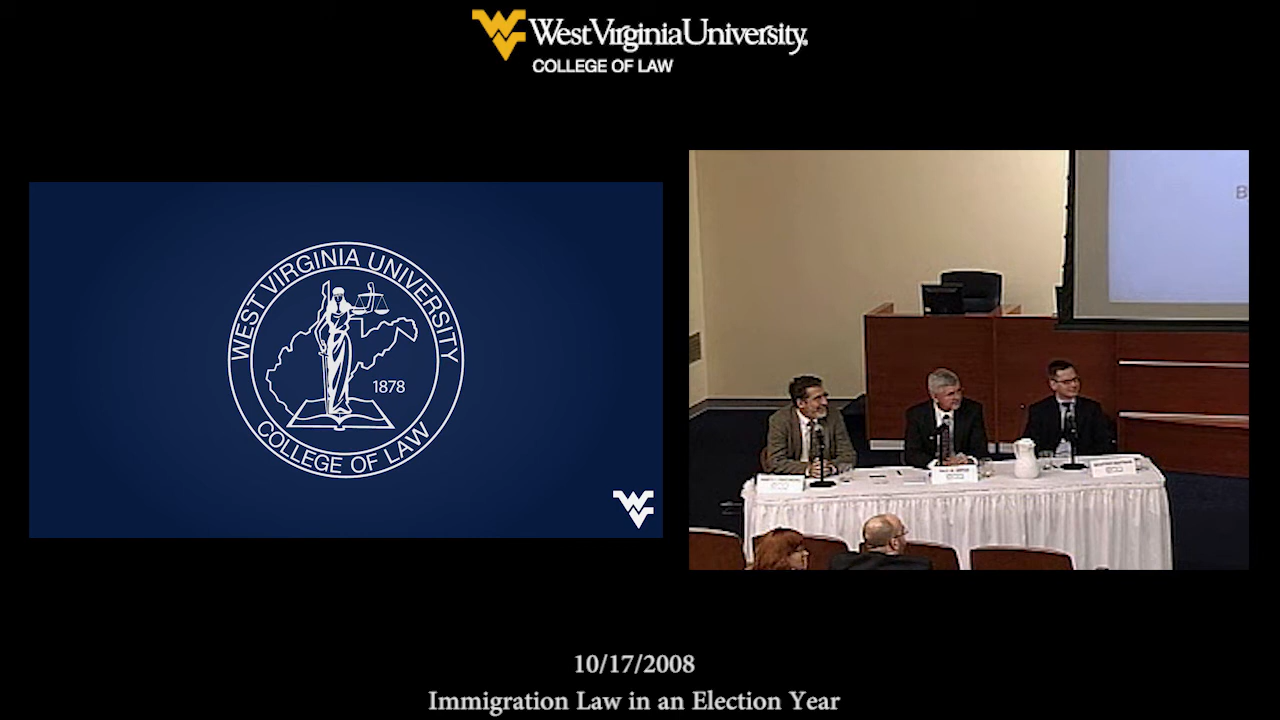 West Virginia University.
COLLEGE OF LAW
WEST VIRGINIA UNIVERSITY
1878
COLLEGE OF LAW
B
10/17/2008
Immigration Law in an Election Year